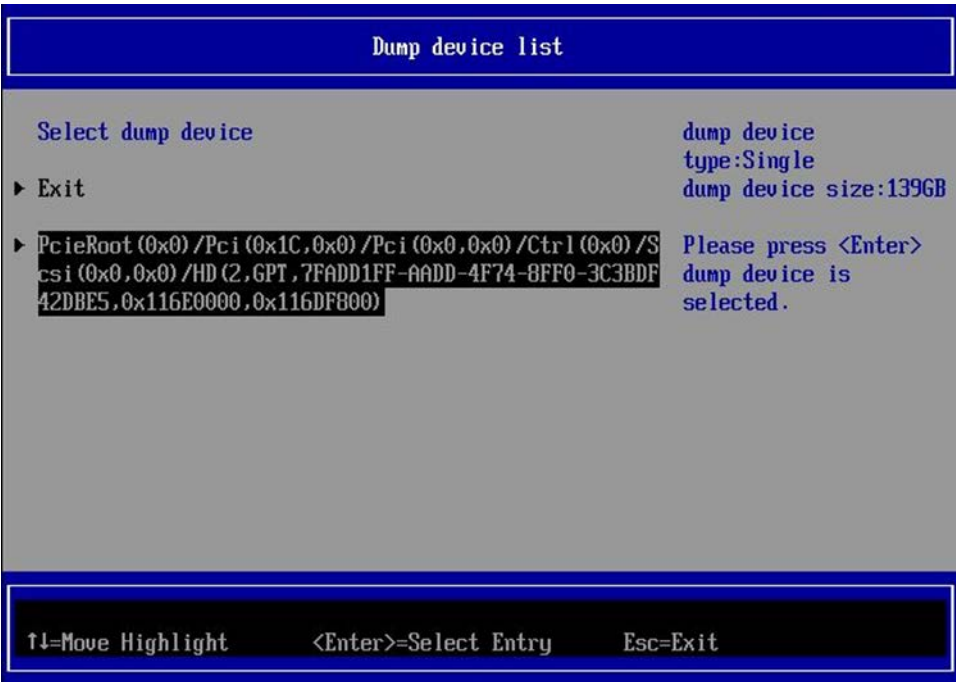 Dump device list
Select dump device
Exit
PcieRoot(0x0)/Pci(0x1C,0x0)/Pci(0x0,0x0)/Ctrl(0x0)/S
csi(0x0,0x0)/HD(2,GPT,7FADD1FF-AADD-4F74-8FF0-3C3BDF
42DBE5,0x116E0000,0x116DF800)
dump device
type:Single
dump device size:139GB
Please press <Enter>
dump device is
selected.
↑↓=Move Highlight <Enter>=Select Entry Esc=Exit